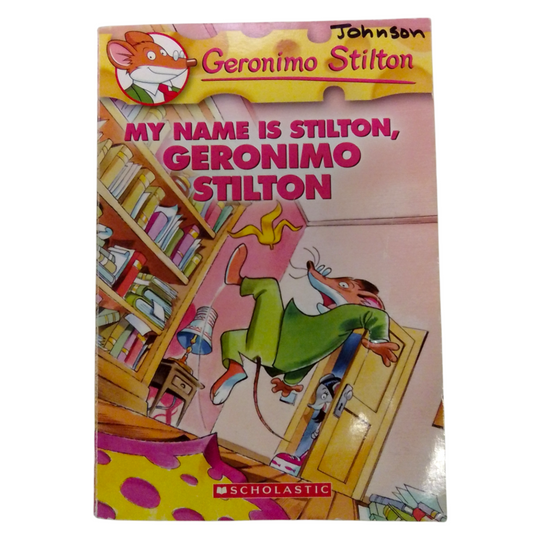 Johnson
Geronimo Stilton
MY NAME IS STILTON,
GERONIMO
STILTON
SCHOLASTIC